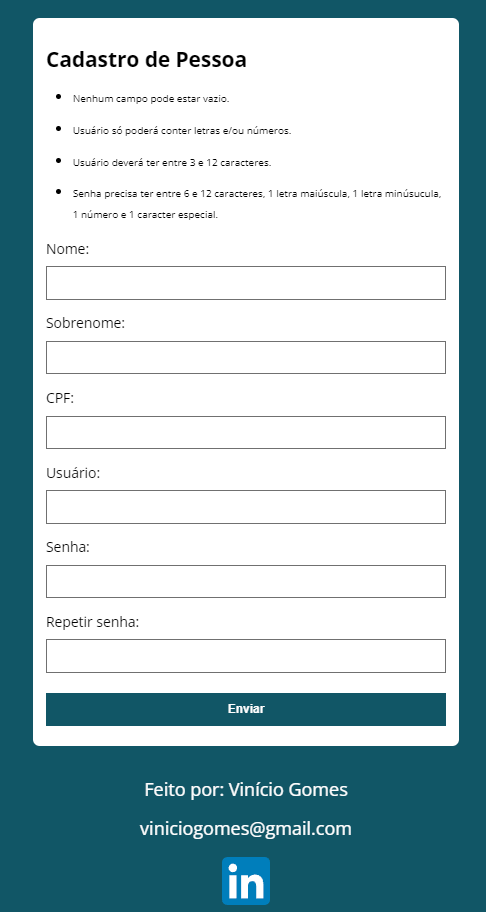 Cadastro de Pessoa
Nenhum campo pode estar vazio.
Usuário só poderá conter letras e/ou números.
Usuário deverá ter entre 3 e 12 caracteres.
Senha precisa ter entre 6 e 12 caracteres, 1 letra maiúscula, 1 letra minúsucula,
1 número e 1 caracter especial.
Nome:
Sobrenome:
CPF:
Usuário:
Senha:
Repetir senha:
Enviar
Feito por: Vinício Gomes
viniciogomes@gmail.com
in